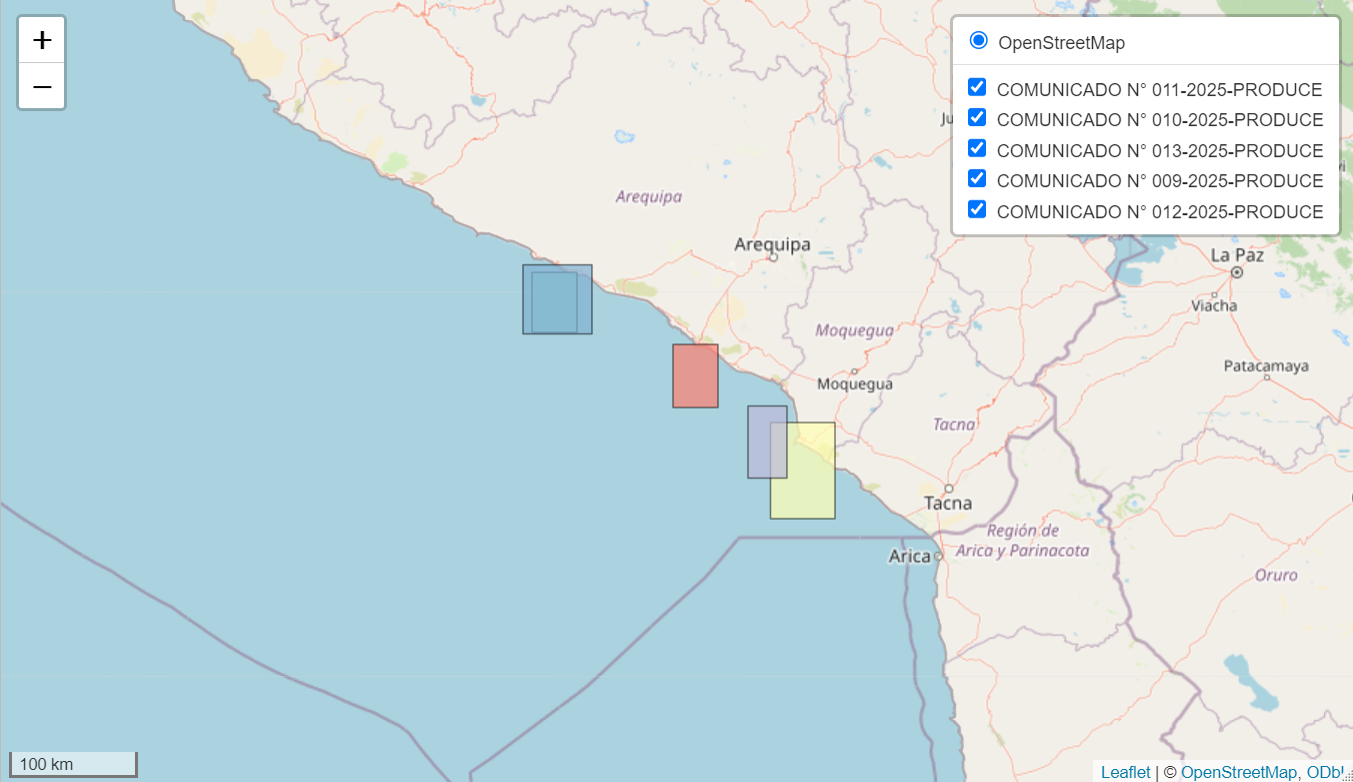 +
−
OpenStreetMap
COMUNICADO N° 011-2025-PRODUCE
COMUNICADO N° 010-2025-PRODUCE
COMUNICADO N° 013-2025-PRODUCE
COMUNICADO N° 009-2025-PRODUCE
COMUNICADO N° 012-2025-PRODUCE
Ju
Arequipa
Arequipa
La Paz
Viacha
Moquegua
Patacamaya
Moquegua
Tacna
Tacna
Región de
Arica y Parinacota
Arica
Oruro
100 km
Leaflet | © OpenStreetMap, ODbL